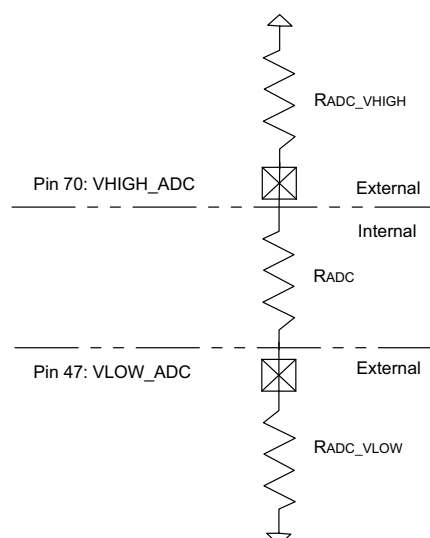 RADC_VHIGH
Pin 70: VHIGH_ADC
External
Internal
RADC
Pin 47: VLOW_ADC
External
RADC_VLOW